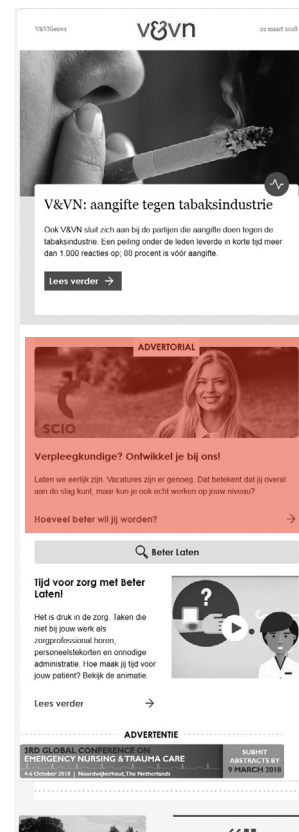 V&VNieuws
v&vn
22 maart 2018
V&VN: aangifte tegen tabaksindustrie
Ook V&VN sluit zich aan bij de partijen die aangifte doen tegen de
tabaksindustrie. Een peiling onder de leden leverde in korte tijd meer
dan 1.000 reacties op; 88 procent is vóór aangifte.
Lees verder →
ADVERTORIAL
SCIO
Verpleegkundige? Ontwikkel je bij ons!
Laten we eerlijk zijn. Vacatures zijn er genoeg. Dat betekent dat jij overal
aan de slag kunt, maar kun je ook echt werken op jouw niveau?
Hoeveel beter wil jij worden? →
Beter Laten
Tijd voor zorg met Beter
Laten!
Het is druk in de zorg. Taken die
niet bij jouw werk als
zorgprofessional horen,
personeelstekorten en onnodige
administratie. Hoe maak jij tijd voor
jouw patiënt? Bekijk de animatie.
Lees verder →
?
ADVERTENTIE
3RD GLOBAL CONFERENCE ON
EMERGENCY NURSING & TRAUMA CARE
4-6 October 2018 | Noordwijkerhout, The Netherlands
SUBMIT
ABSTRACTS BY
9 MARCH 2018